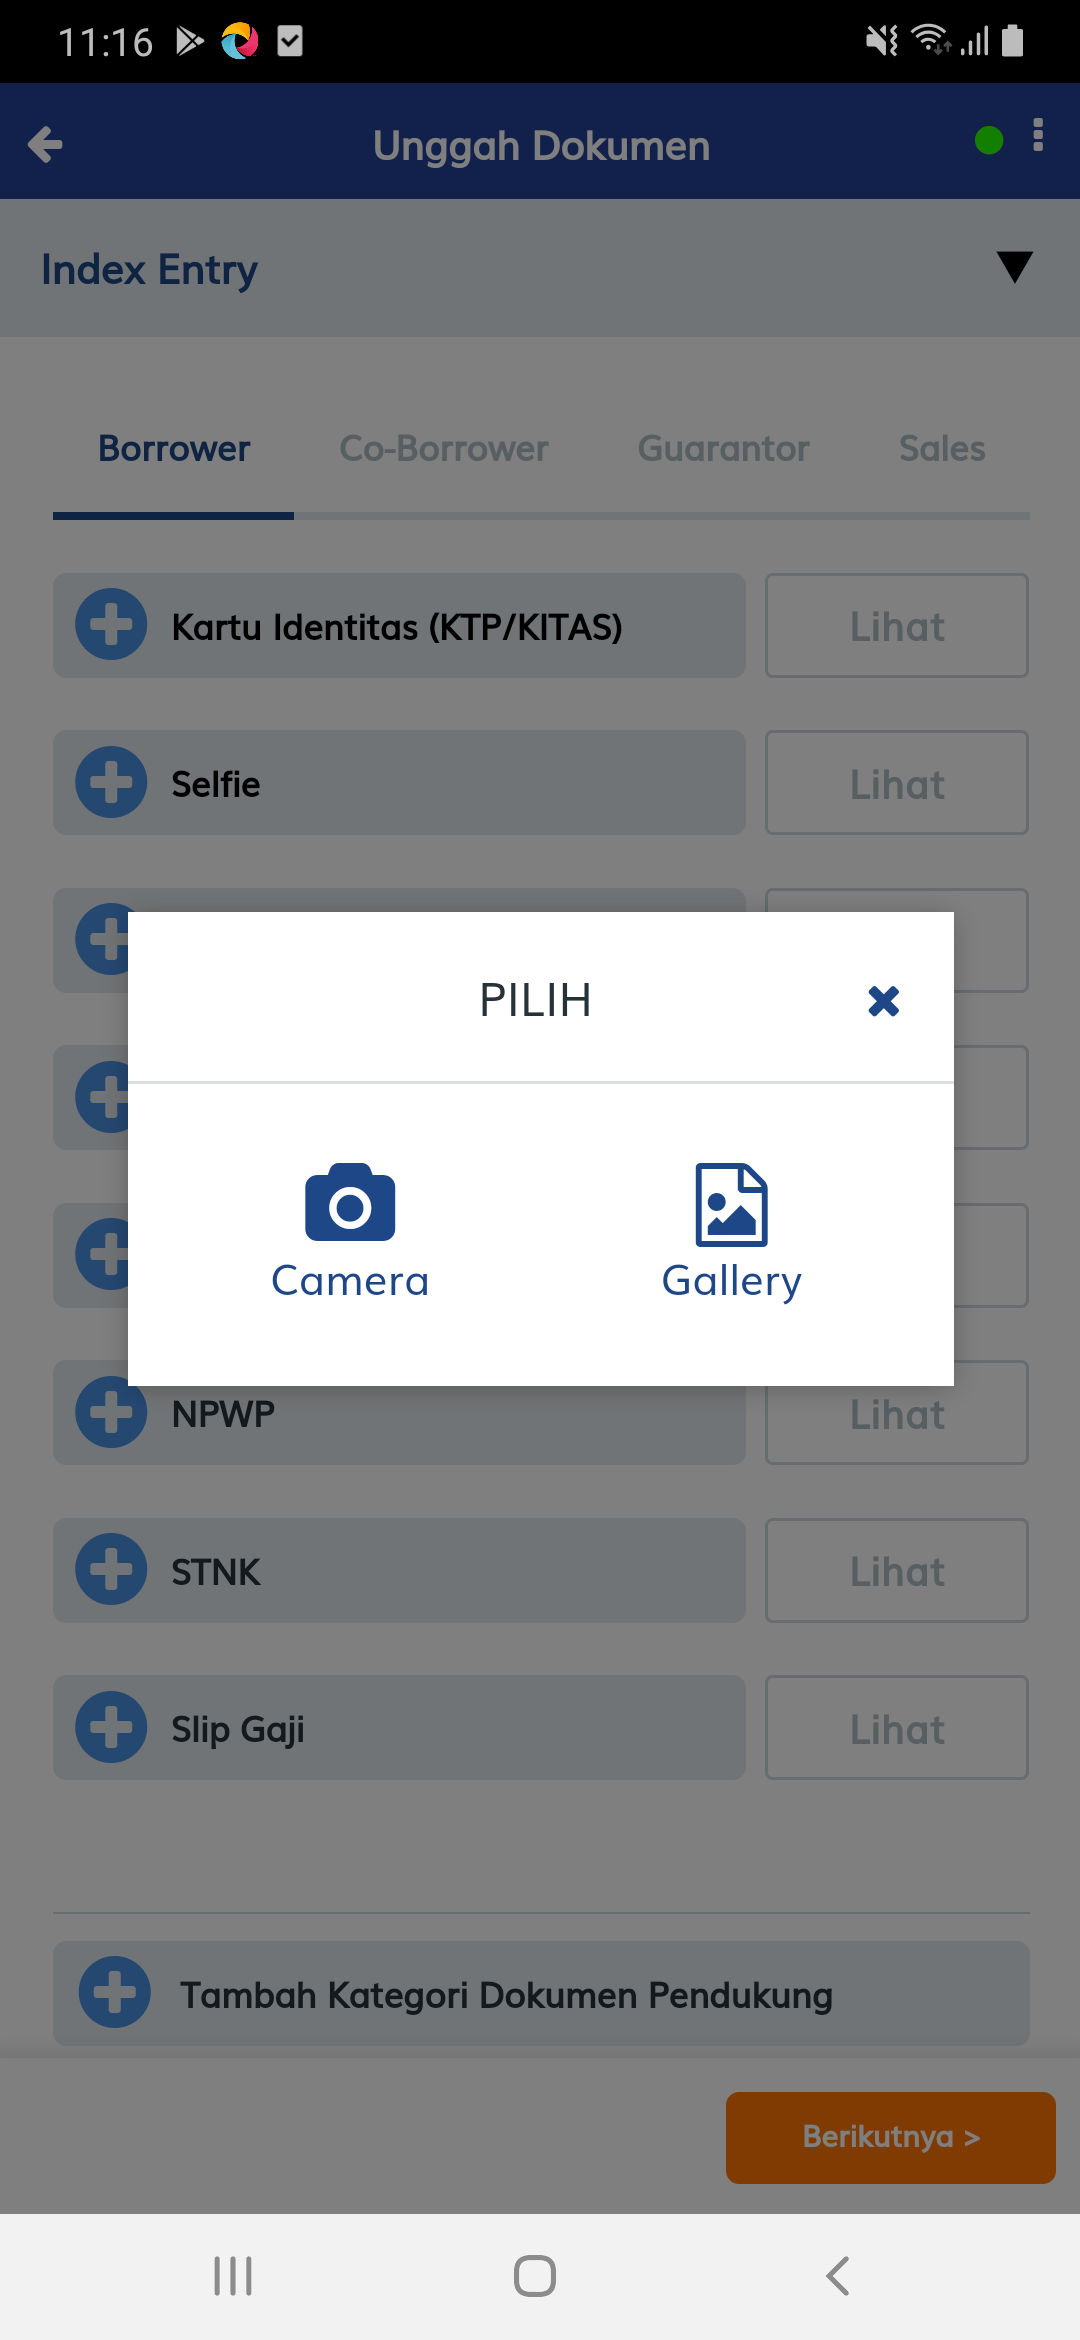 11:16
Unggah Dokumen
Index Entry
Borrower Co-Borrower Guarantor Sales
Kartu Identitas (KTP/KITAS) Lihat
Selfie Lihat
PILIH
Camera Gallery
NPWP Lihat
STNK Lihat
Slip Gaji Lihat
Tambah Kategori Dokumen Pendukung
Berikutnya >